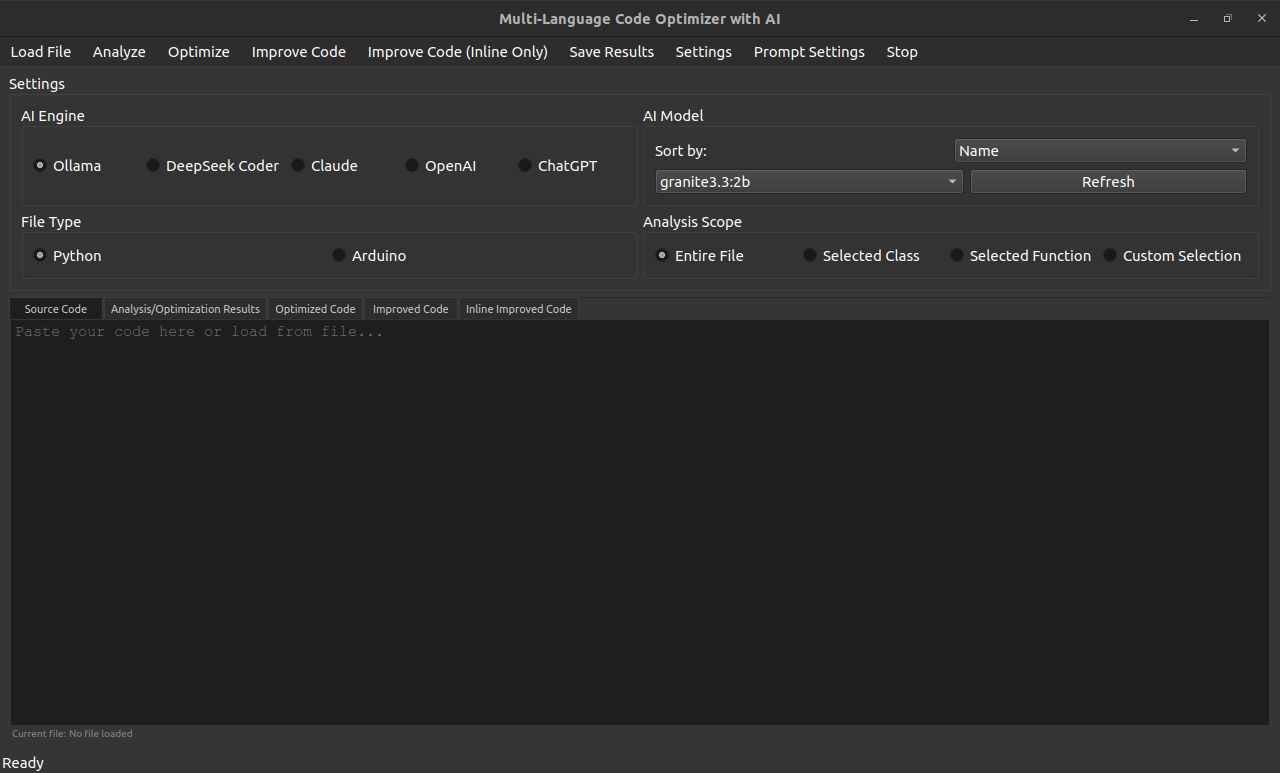 Multi-Language Code Optimizer with AI
Load File Analyze Optimize Improve Code Improve Code (Inline Only) Save Results Settings Prompt Settings Stop
Settings
AI Engine AI Model
Sort by: Name
Ollama DeepSeek Coder Claude OpenAI ChatGPT
granite3.3:2b Refresh
File Type Analysis Scope
Python Arduino Entire File Selected Class Selected Function Custom Selection
Source Code Analysis/Optimization Results Optimized Code Improved Code Inline Improved Code
Paste your code here or load from file...
Current file: No file loaded
Ready